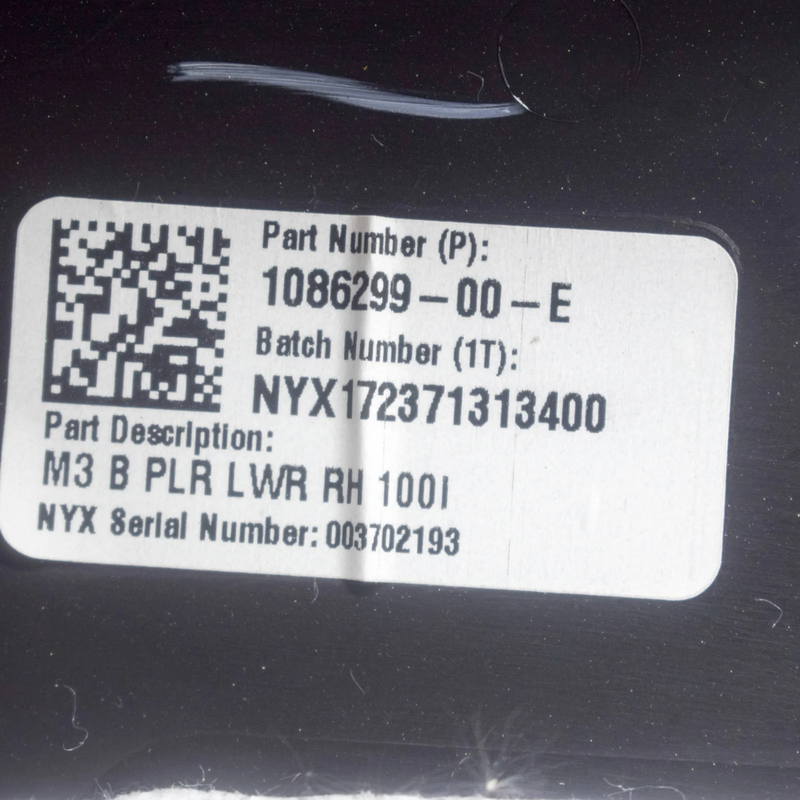 Part Number (P):
1086299-00-E
Batch Number (1T):
NYX172371313400
Part Description:
M3 B PLR LWR RH 100I
NYX Serial Number: 003702193